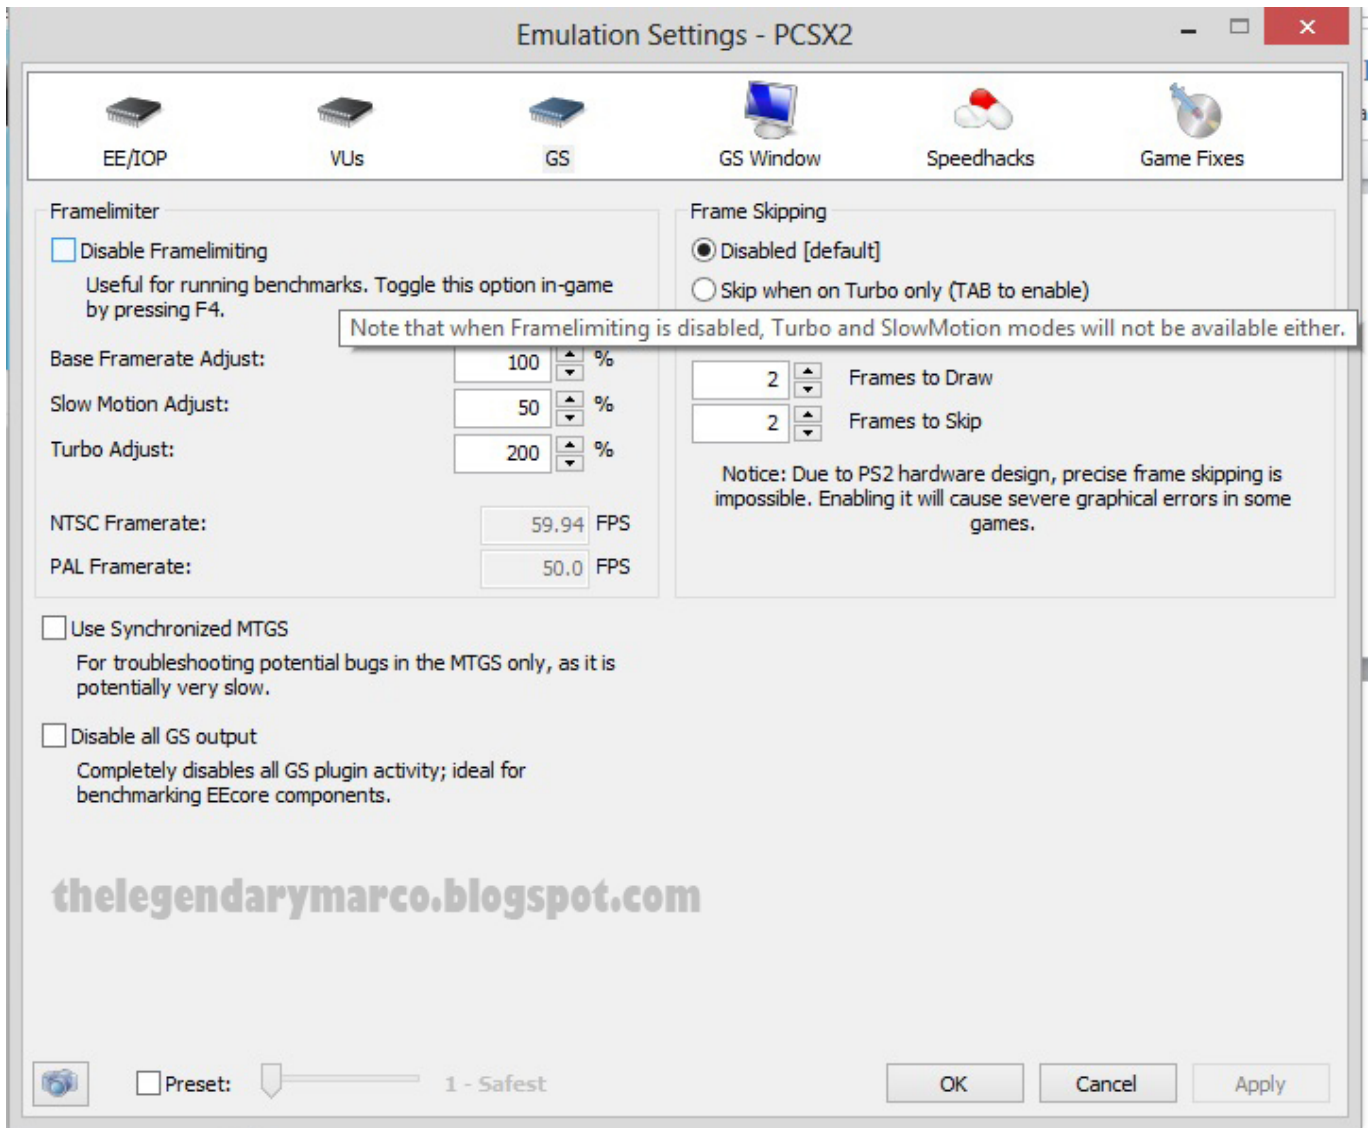 Emulation Settings - PCSX2
EE/IOP
VUs
GS
GS Window
Speedhacks
Game Fixes
Framelimiter
Disable Framelimiting
Useful for running benchmarks. Toggle this option in-game
by pressing F4.
Note that when Framelimiting is disabled, Turbo and SlowMotion modes will not be available either.
Base Framerate Adjust: 100 %
Slow Motion Adjust: 50 %
Turbo Adjust: 200 %
NTSC Framerate: 59.94 FPS
PAL Framerate: 50.0 FPS
Frame Skipping
Disabled [default]
Skip when on Turbo only (TAB to enable)
2 Frames to Draw
2 Frames to Skip
Notice: Due to PS2 hardware design, precise frame skipping is
impossible. Enabling it will cause severe graphical errors in some
games.
Use Synchronized MTGS
For troubleshooting potential bugs in the MTGS only, as it is
potentially very slow.
Disable all GS output
Completely disables all GS plugin activity; ideal for
benchmarking EEcore components.
thelegendarymarco.blogspot.com
Preset: 1 - Safest
OK
Cancel
Apply